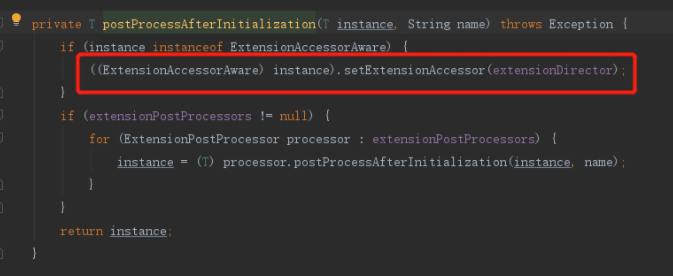 private T postProcessAfterInitialization(T instance, String name) throws Exception {
if (instance instanceof ExtensionAccessorAware) {
((ExtensionAccessorAware) instance).setExtensionAccessor(extensionDirector);
}
if (extensionPostProcessors != null) {
for (ExtensionPostProcessor processor : extensionPostProcessors) {
instance = (T) processor.postProcessAfterInitialization(instance, name);
}
}
return instance;
}